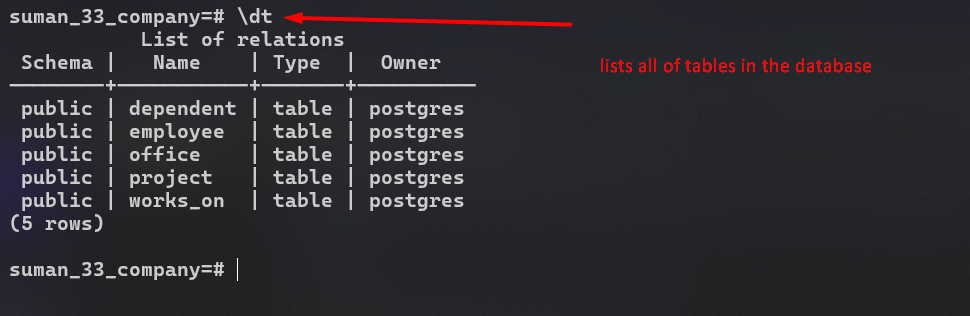 suman_33_company=# \dt
List of relations
Schema | Name | Type | Owner
--------+-----------+-------+----------
public | dependent | table | postgres
public | employee | table | postgres
public | office | table | postgres
public | project | table | postgres
public | works_on | table | postgres
(5 rows)
suman_33_company=#
lists all of tables in the database